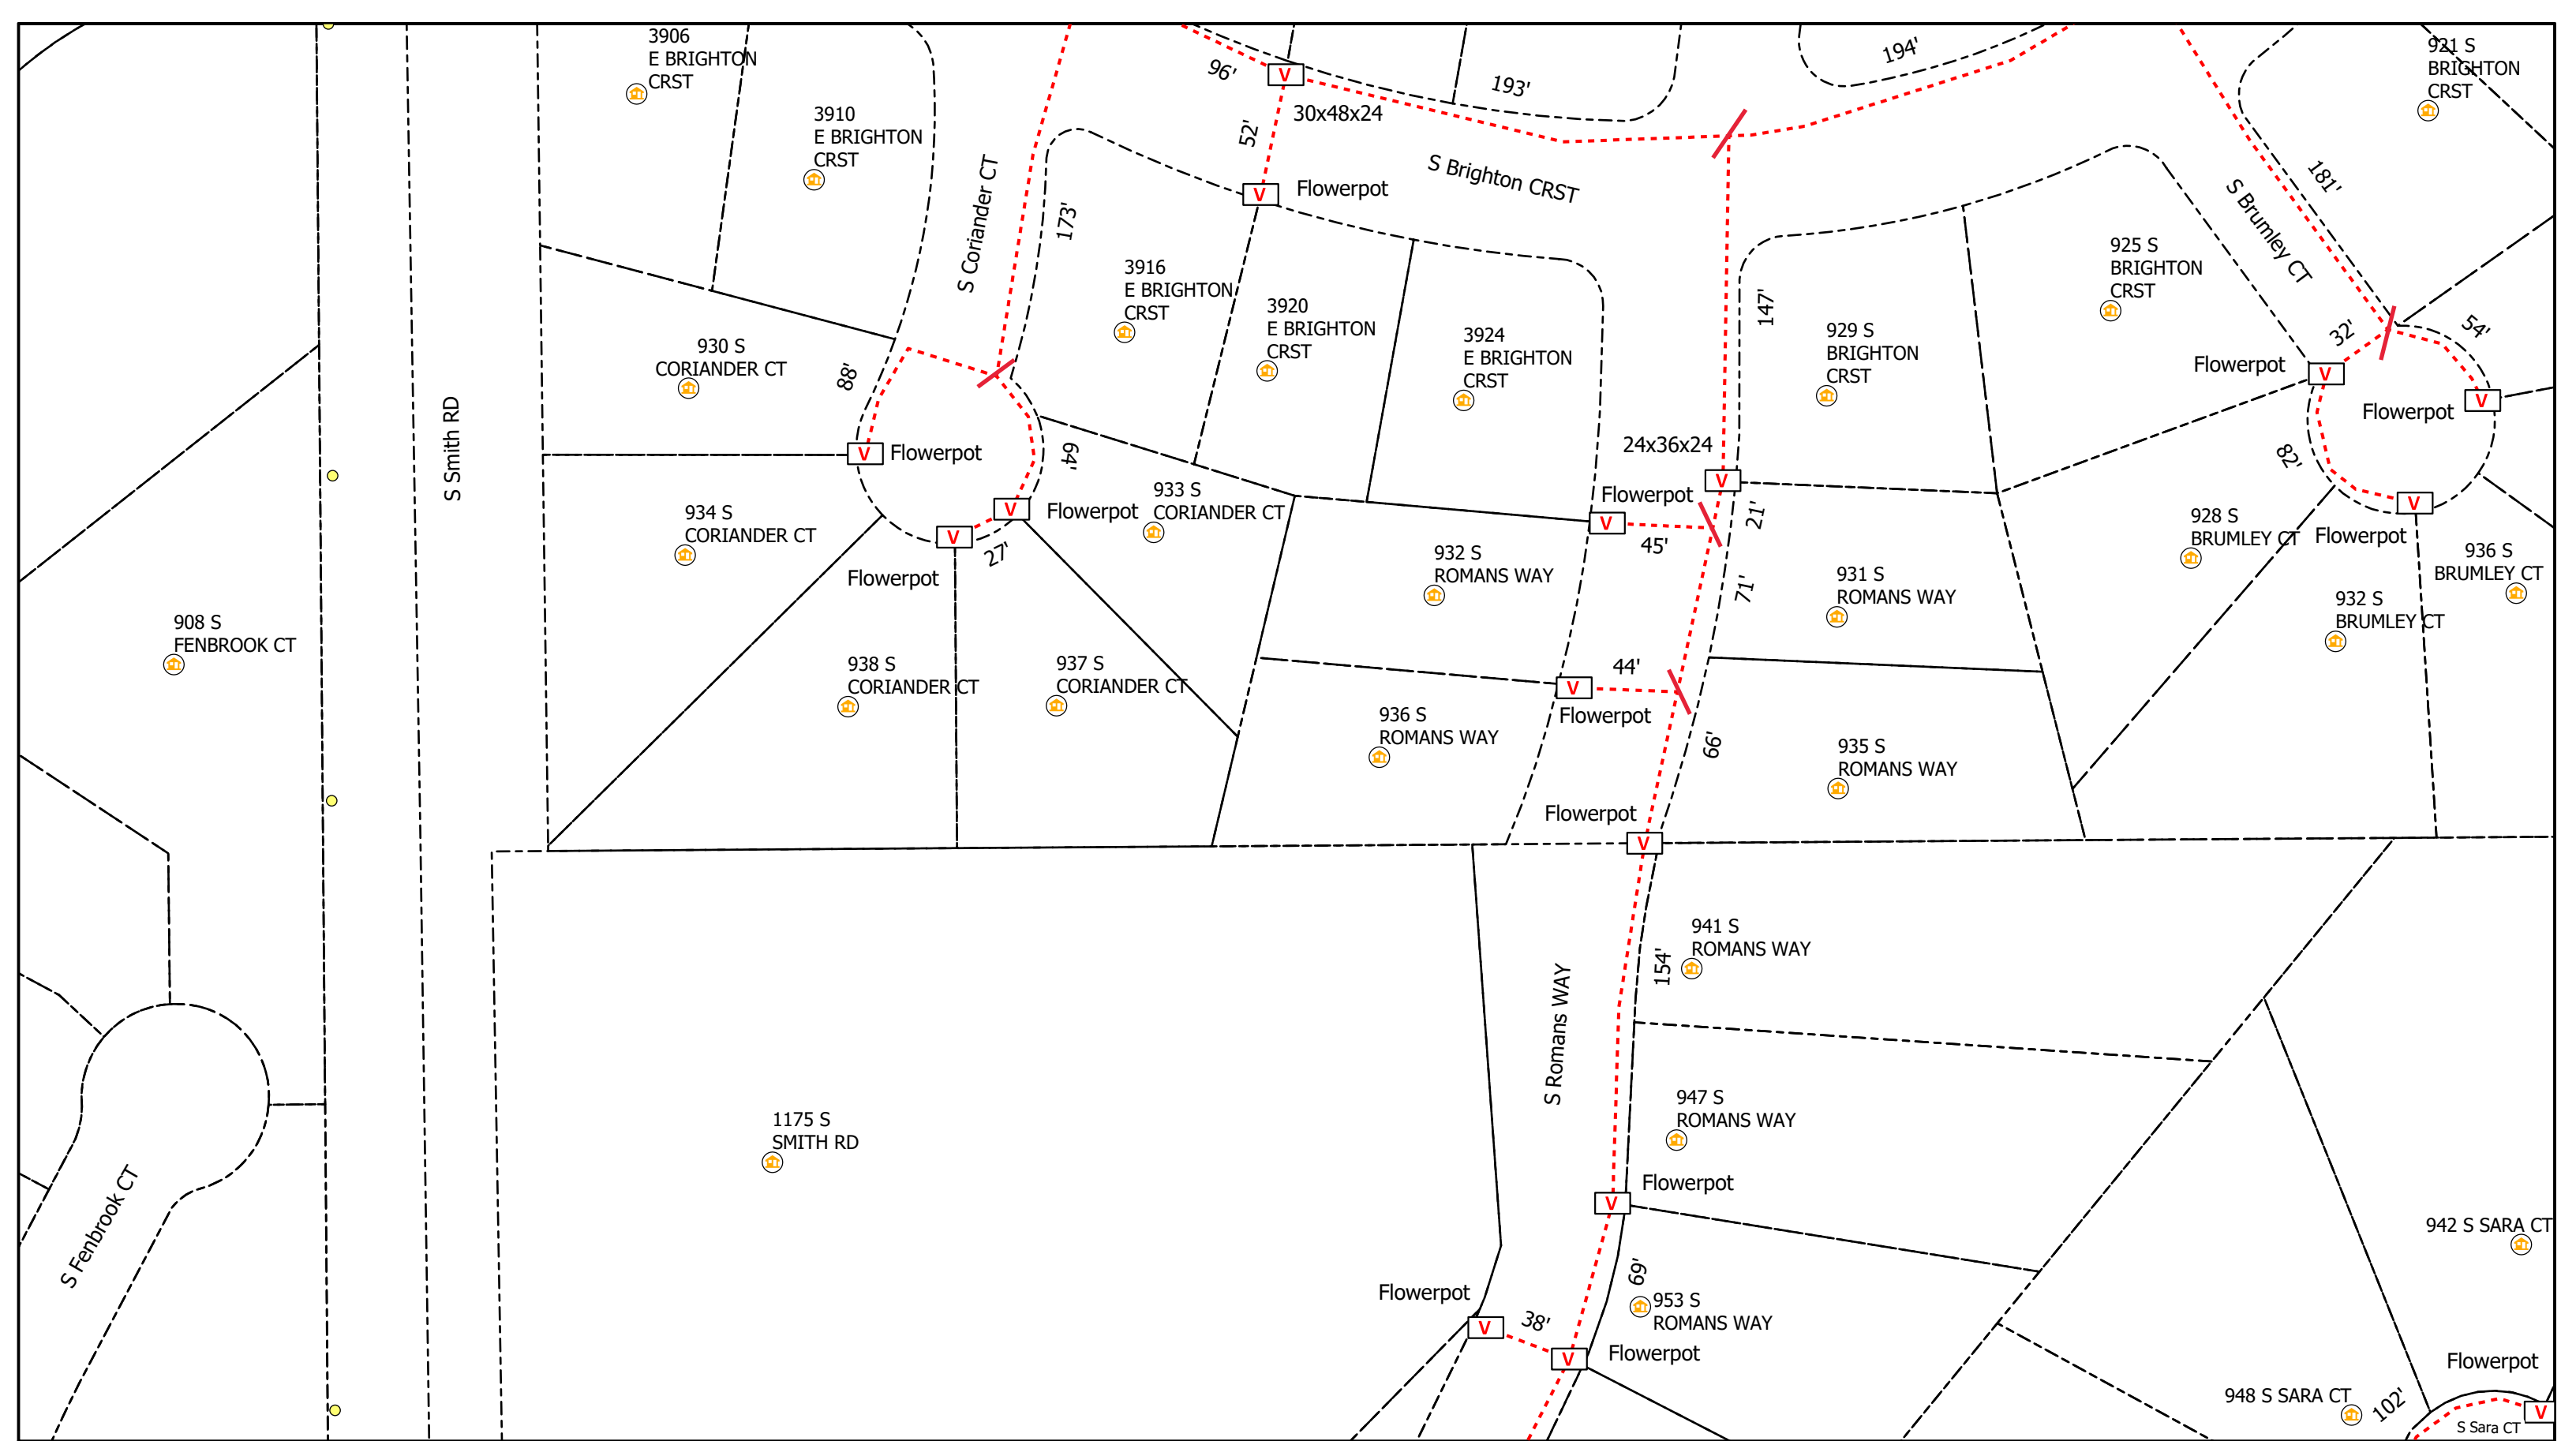 3906
E BRIGHTON
CRST
3910
E BRIGHTON
CRST
96'
V
30x48x24
193'
194'
921 S
BRIGHTON
CRST
52'
V
Flowerpot
S Brighton CRST
S Coriander CT
173'
181'
S Brumley CT
3916
E BRIGHTON
CRST
3920
E BRIGHTON
CRST
3924
E BRIGHTON
CRST
147'
929 S
BRIGHTON
CRST
925 S
BRIGHTON
CRST
32'
54'
Flowerpot
V
Flowerpot
V
82'
930 S
CORIANDER CT
88'
V
Flowerpot
64'
S Smith RD
24x36x24
V
Flowerpot
V
45'
21'
934 S
CORIANDER CT
V
Flowerpot
933 S
CORIANDER CT
V
27'
Flowerpot
932 S
ROMANS WAY
71'
931 S
ROMANS WAY
928 S
BRUMLEY CT
V
Flowerpot
936 S
BRUMLEY CT
932 S
BRUMLEY CT
908 S
FENBROOK CT
938 S
CORIANDER CT
937 S
CORIANDER CT
44'
V
Flowerpot
936 S
ROMANS WAY
66'
935 S
ROMANS WAY
Flowerpot
V
941 S
ROMANS WAY
154'
S Romans WAY
1175 S
SMITH RD
947 S
ROMANS WAY
V
Flowerpot
S Fenbrook CT
69'
942 S SARA CT
Flowerpot
V
38'
953 S
ROMANS WAY
V
Flowerpot
Flowerpot
948 S SARA CT
102'
V
S Sara CT